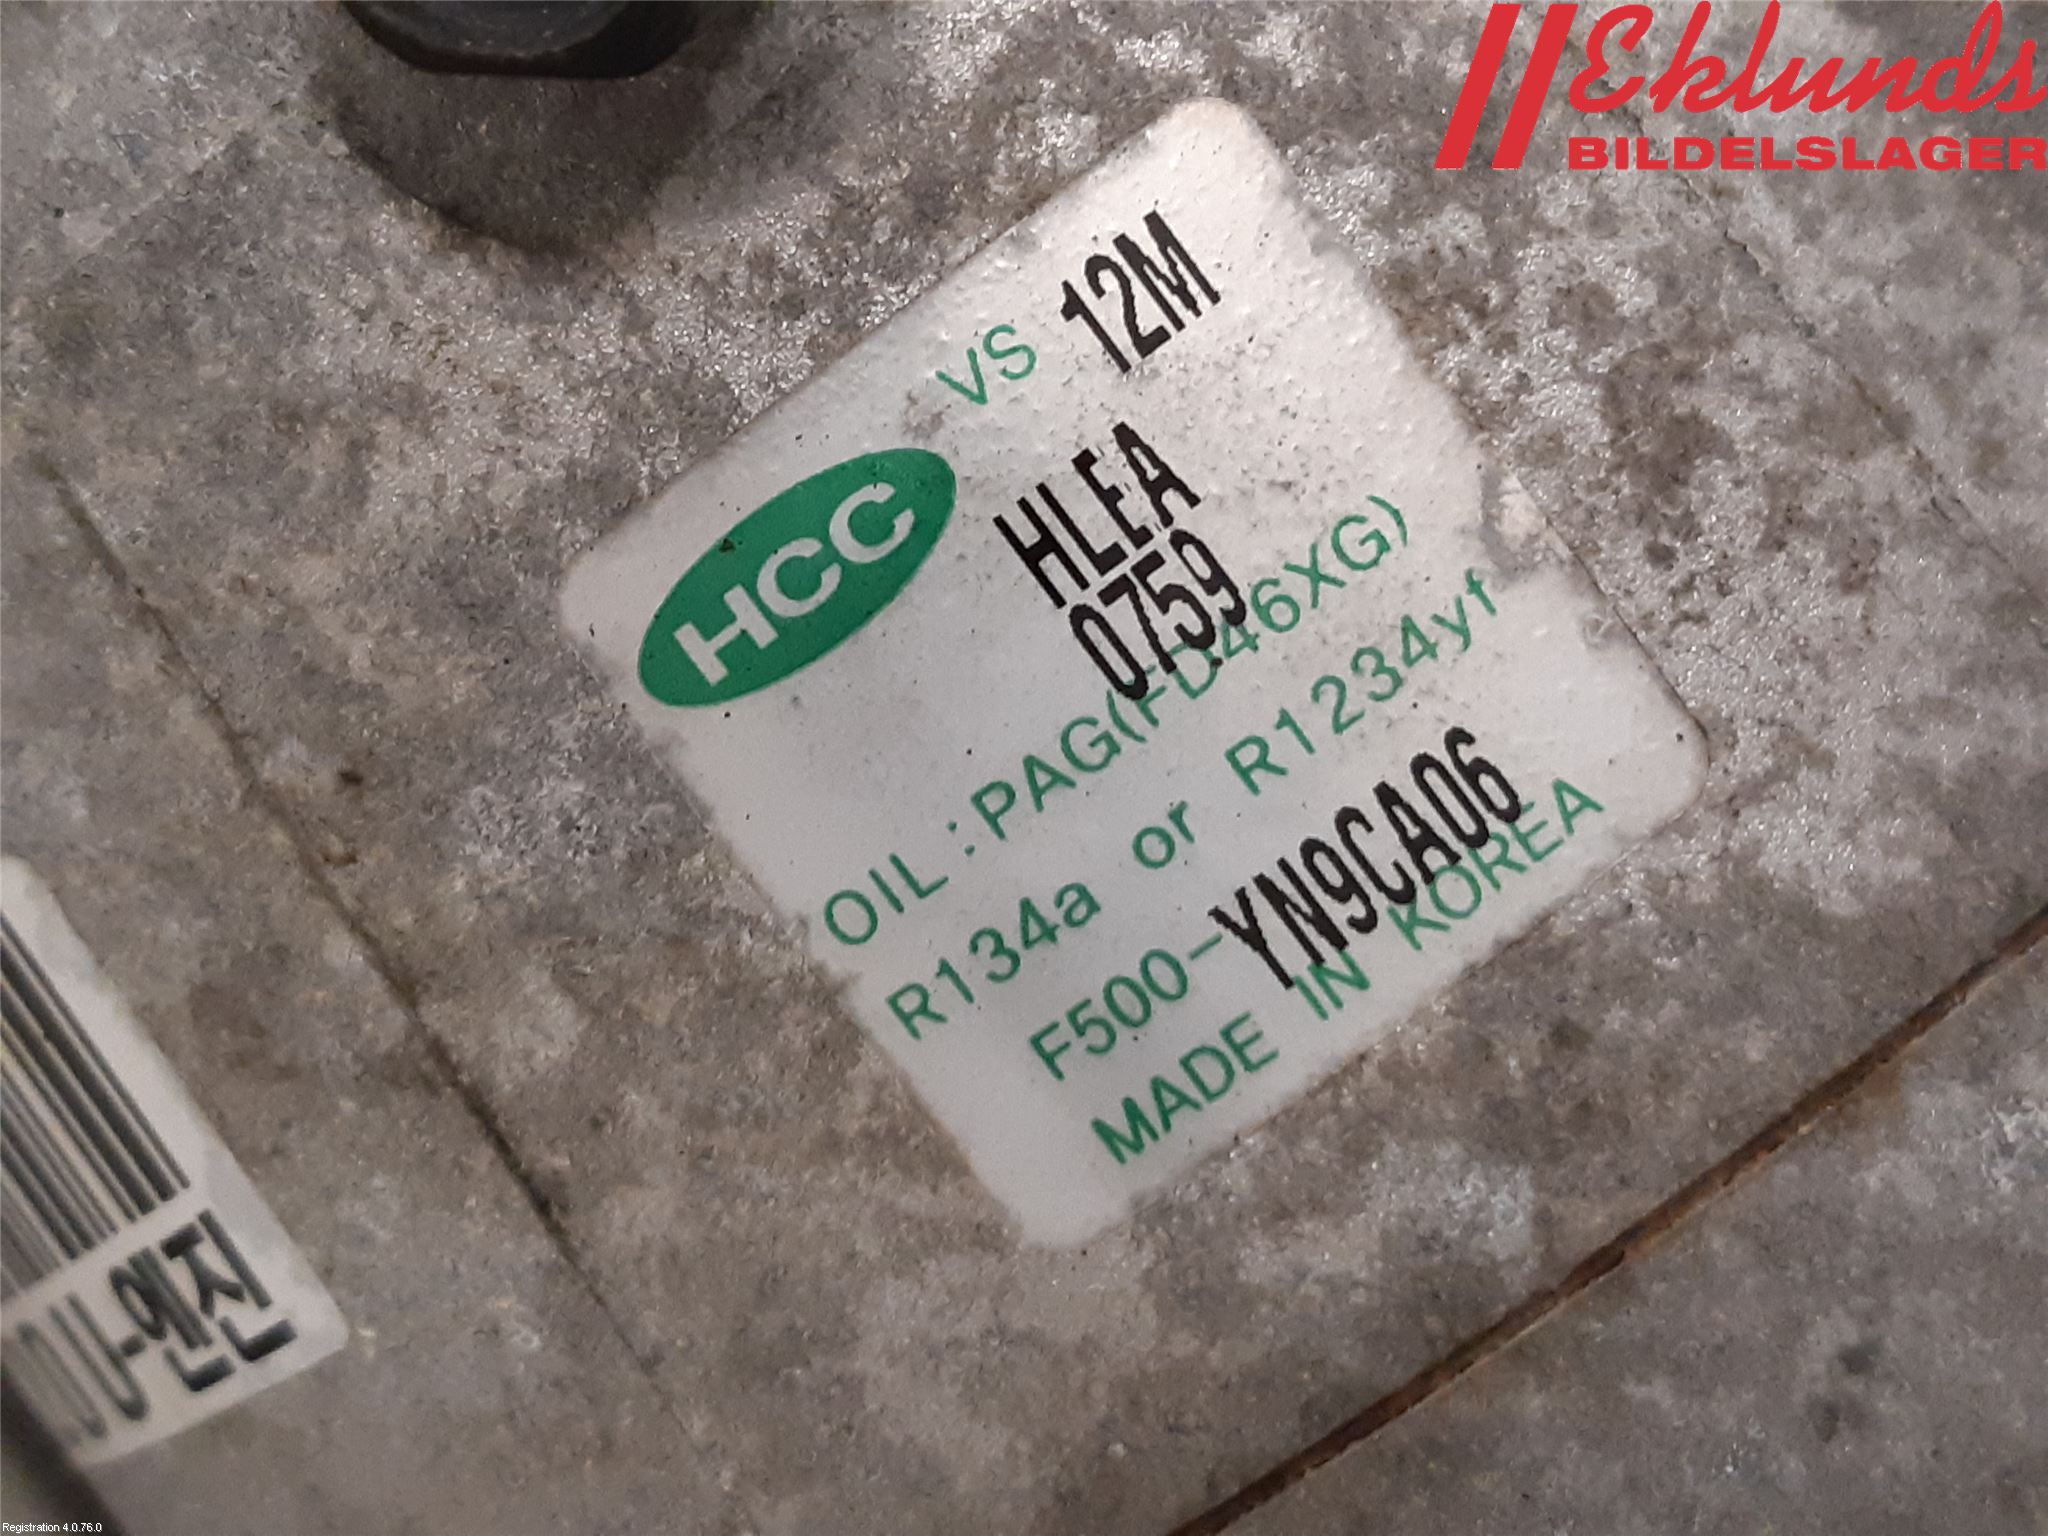 Eklunds
BILDELSLAGER
VS 12M
HCC
HLEA
0759
OIL : PAG(FD46XG)
R134a or R1234yf
F500-YN9CA06
MADE IN KOREA
-엔진
Registration 4.0.76.0